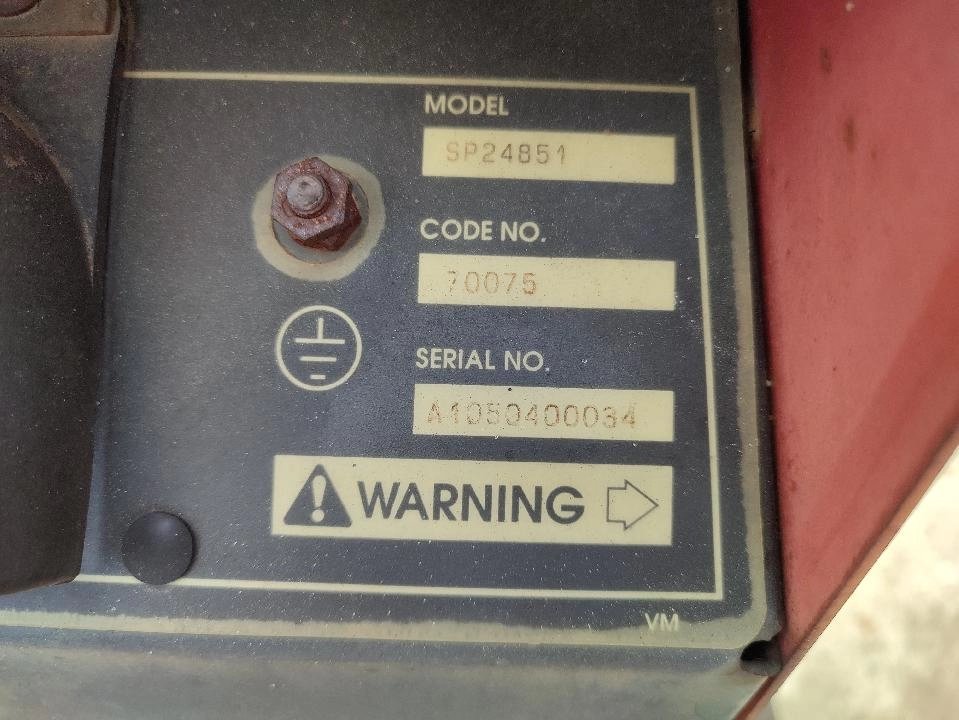 MODEL
SP24851
CODE NO.
70075
SERIAL NO.
A1050400034
WARNING
VM